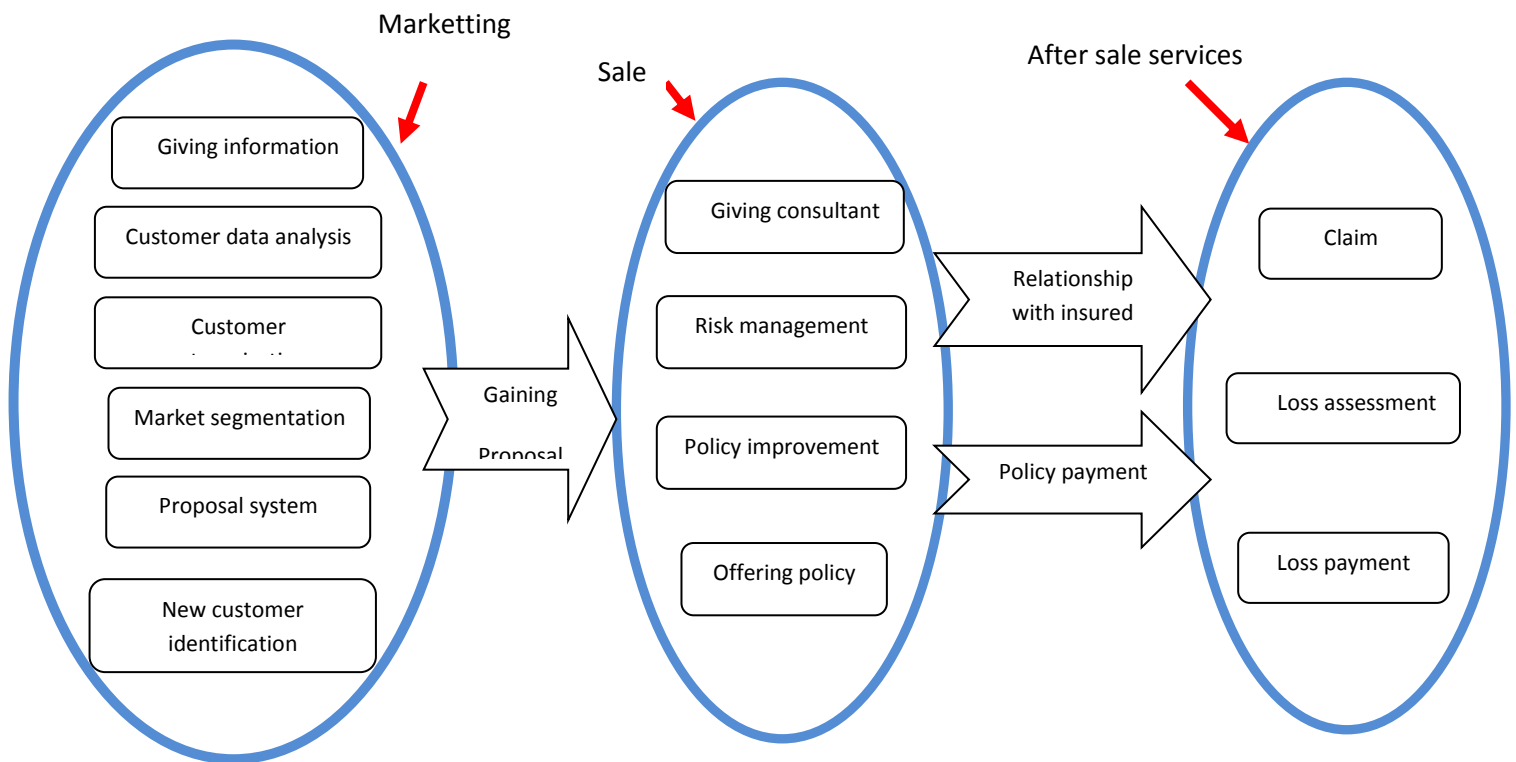 Marketting
Sale
After sale services
Giving information
Customer data analysis
Customer
Market segmentation
Proposal system
New customer
identification
Gaining
Proposal
Giving consultant
Risk management
Policy improvement
Offering policy
Relationship
with insured
Policy payment
Claim
Loss assessment
Loss payment